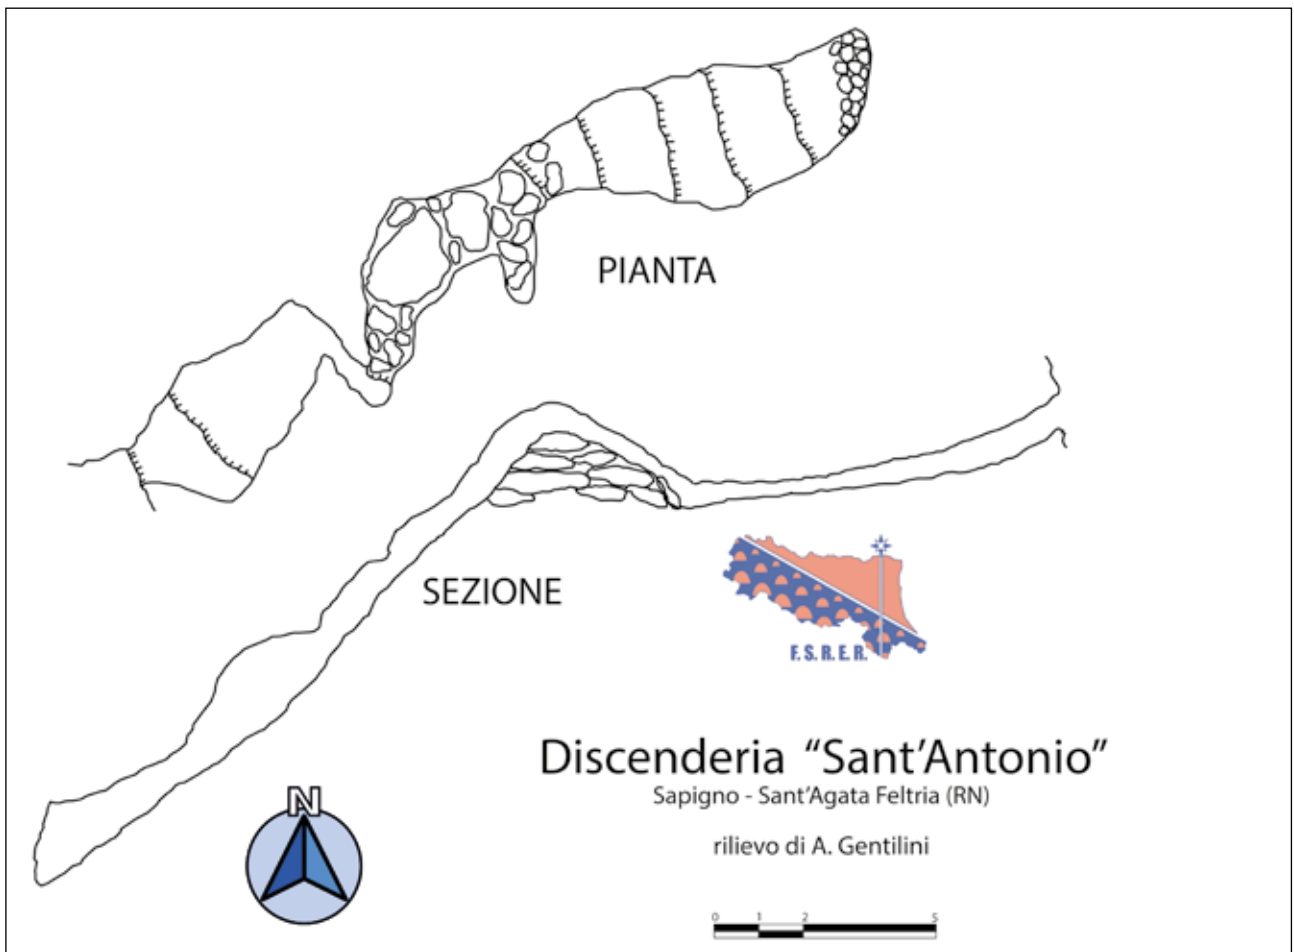 PIANTA
SEZIONE
F. S. R. E. R.
Discenderia “Sant’Antonio”
Sapigno - Sant’Agata Feltria (RN)
N
rilievo di A. Gentilini
0 1 2 5